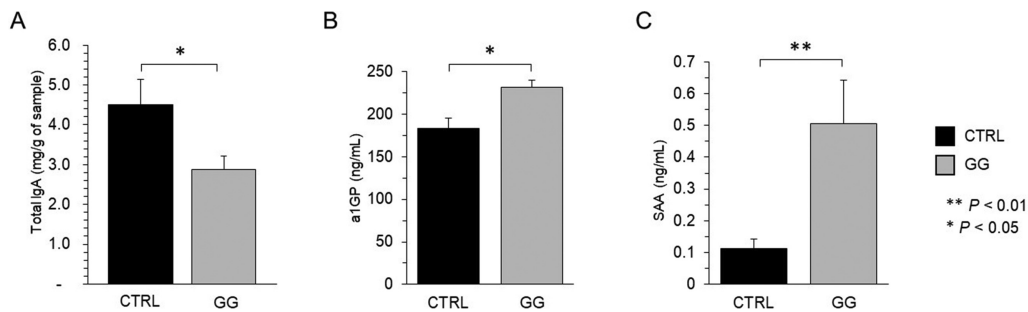 A
Total IgA (mg/g of sample)
6.0
5.0
4.0
3.0
2.0
1.0
-
*
CTRL
GG
B
a1GP (ng/mL)
250
200
150
100
50
0
*
CTRL
GG
C
SAA (ng/mL)
0.7
0.6
0.5
0.4
0.3
0.2
0.1
0
**
CTRL
GG
CTRL
GG
** P < 0.01
* P < 0.05